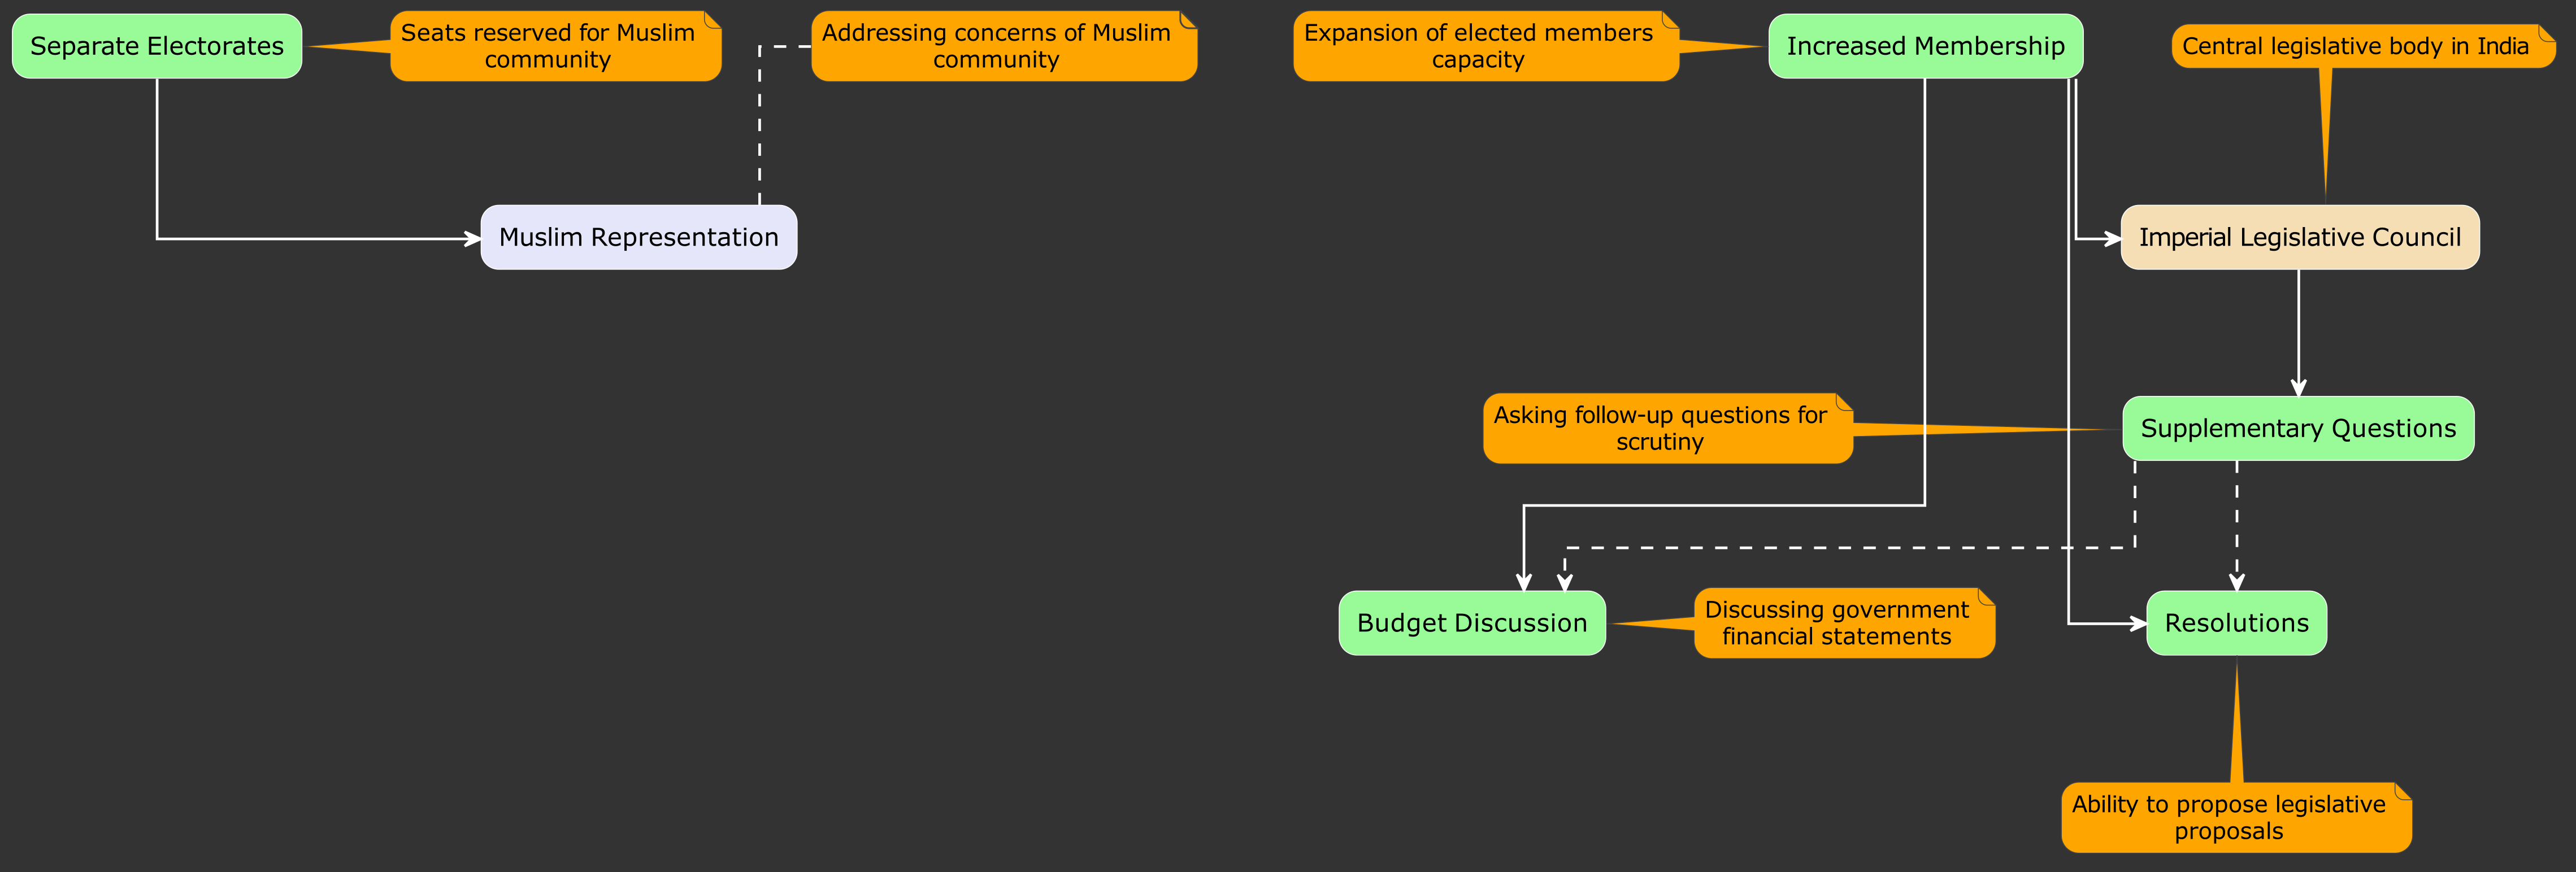 Separate Electorates
Seats reserved for Muslim
community
Addressing concerns of Muslim
community
Expansion of elected members
capacity
Increased Membership
Central legislative body in India
Muslim Representation
Imperial Legislative Council
Asking follow-up questions for
scrutiny
Supplementary Questions
Budget Discussion
Discussing government
financial statements
Resolutions
Ability to propose legislative
proposals